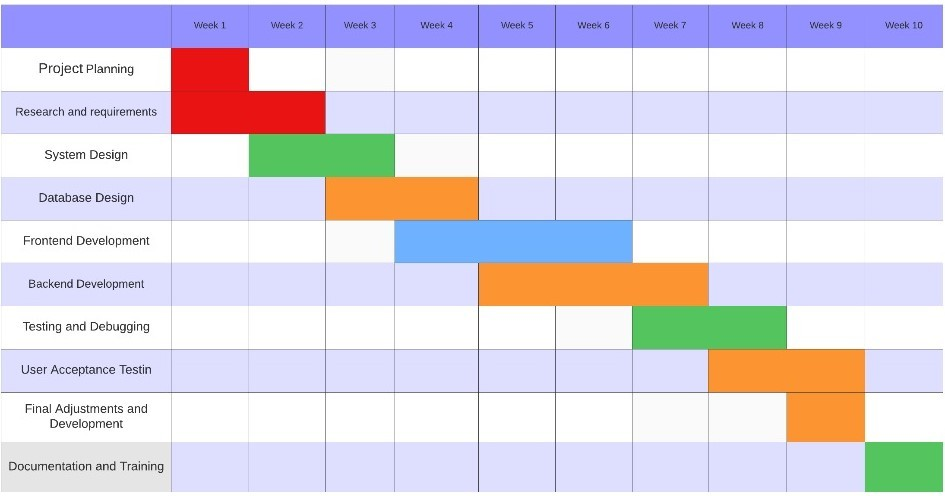 Week 1 Week 2 Week 3 Week 4 Week 5 Week 6 Week 7 Week 8 Week 9 Week 10
Project Planning
Research and requirements
System Design
Database Design
Frontend Development
Backend Development
Testing and Debugging
User Acceptance Testin
Final Adjustments and
Development
Documentation and Training